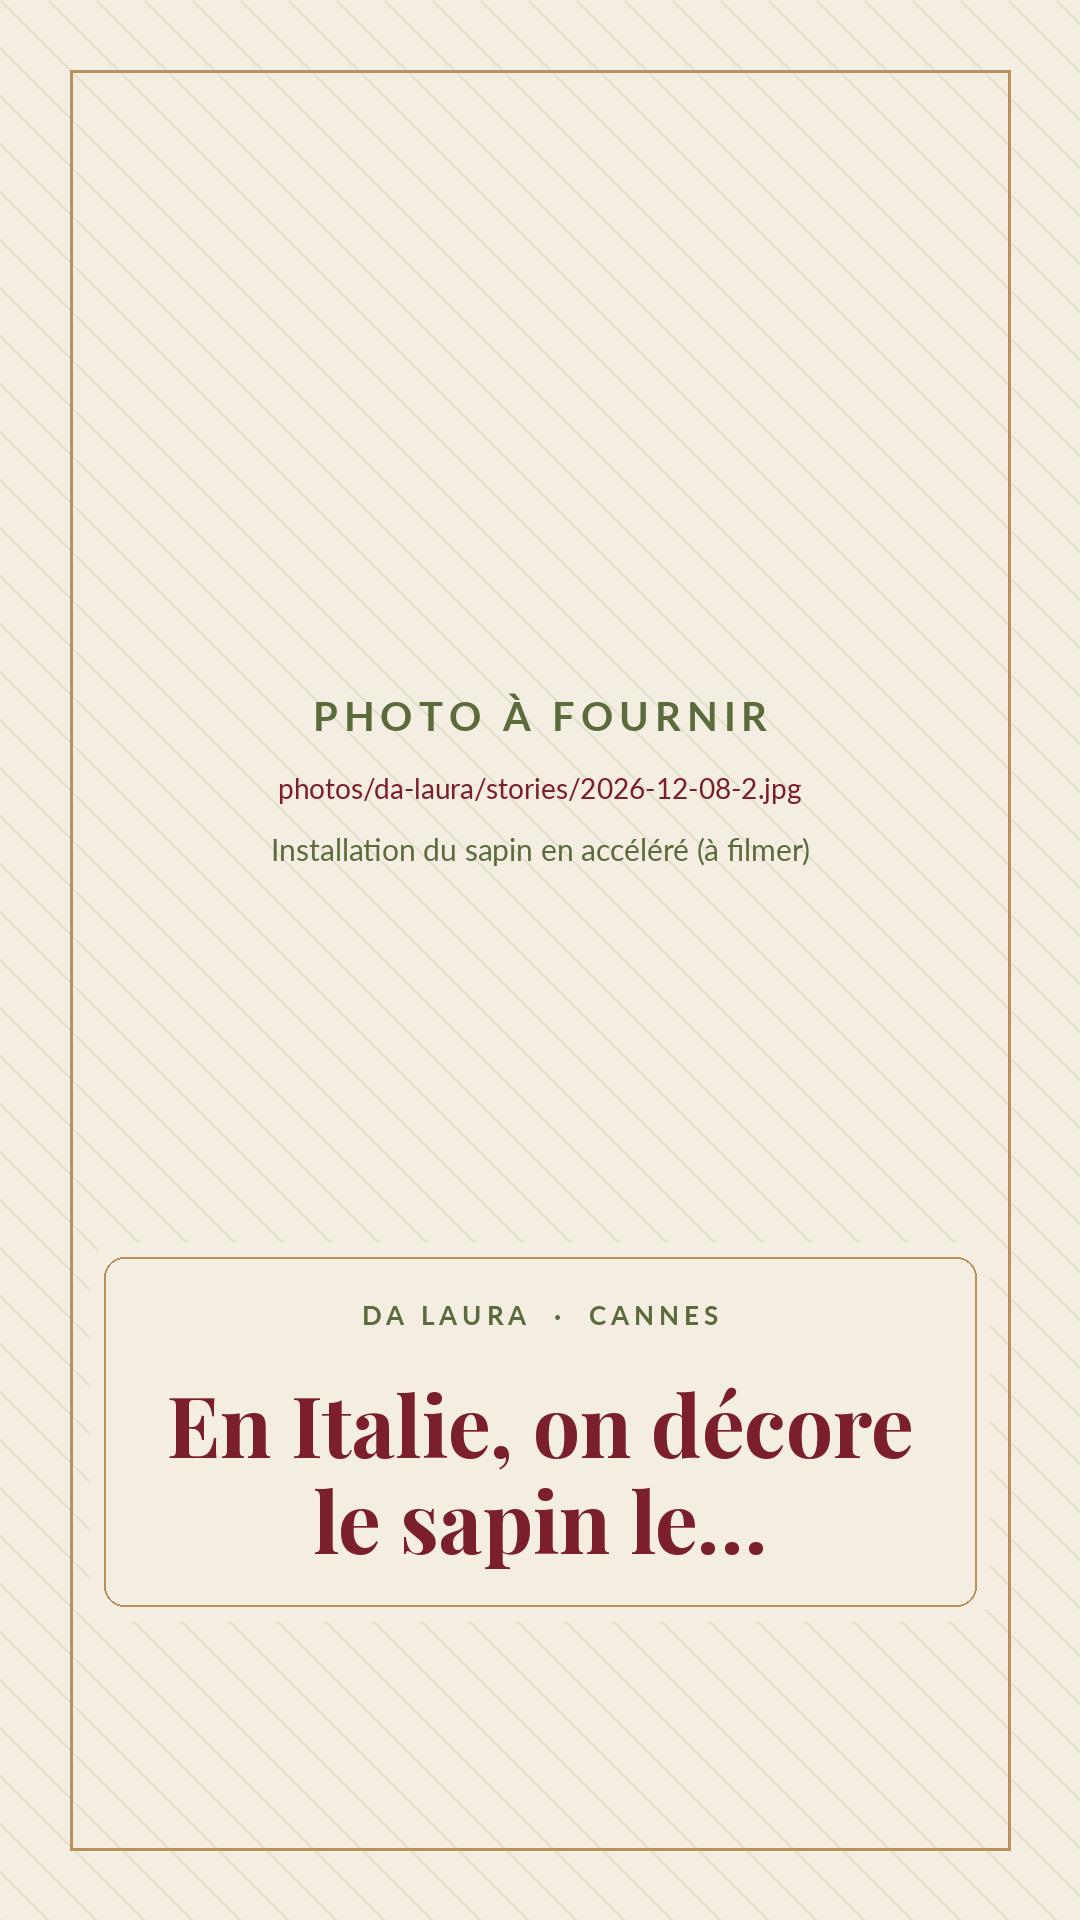 PHOTO À FOURNIR
photos/da-laura/stories/2026-12-08-2.jpg
Installation du sapin en accéléré (à filmer)
DA LAURA · CANNES
En Italie, on décore
le sapin le...